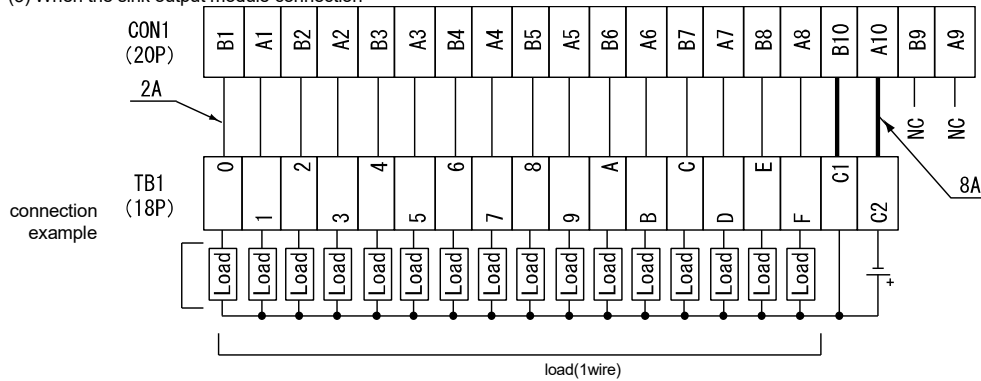 (3) When the sink output module connection
CON1
(20P)
B1 A1 B2 A2 B3 A3 B4 A4 B5 A5 B6 A6 B7 A7 B8 A8 B10 A10 B9 A9
2A
NC NC
8A
TB1
(18P)
0 1 2 3 4 5 6 7 8 9 A B C D E F C1 C2
connection
example
Load Load Load Load Load Load Load Load Load Load Load Load Load Load Load Load
+
load(1wire)